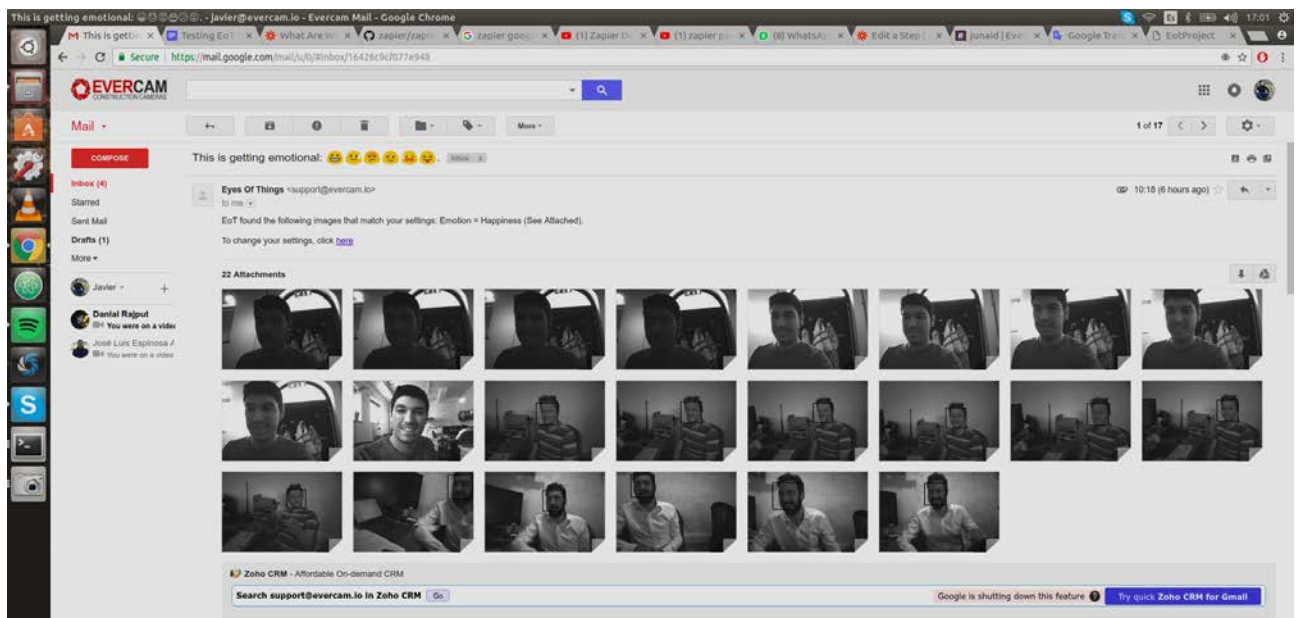 This is getting emotional: 😂😕😠😕😡😛. - javier@evercam.io - Evercam Mail - Google Chrome
17:01
This is getti
Testing EoT
What Are W
zapier/zapi
zapier goog
(1) Zapier D
(1) zapier p
(8) WhatsA
Edit a Step
junaid | Eve
Google Tran
EotProject
Secure
https://mail.google.com/mail/u/0/#inbox/16426c9cf077e948
EVERCAM
CONSTRUCTION CAMERAS
Mail
More
1 of 17
COMPOSE
This is getting emotional: 😂😕😠😕😡😛.
Inbox x
Inbox (4)
Starred
Sent Mail
Drafts (1)
More
Eyes Of Things <support@evercam.io>
10:18 (6 hours ago)
to me
EoT found the following images that match your settings: Emotion = Happiness (See Attached).
To change your settings, click here
22 Attachments
Javier
+
Danial Rajput
You were on a video
José Luis Espinosa A
You were on a video
Zoho CRM - Affordable On-demand CRM
Search support@evercam.io in Zoho CRM
Go
Google is shutting down this feature
Try quick Zoho CRM for Gmail